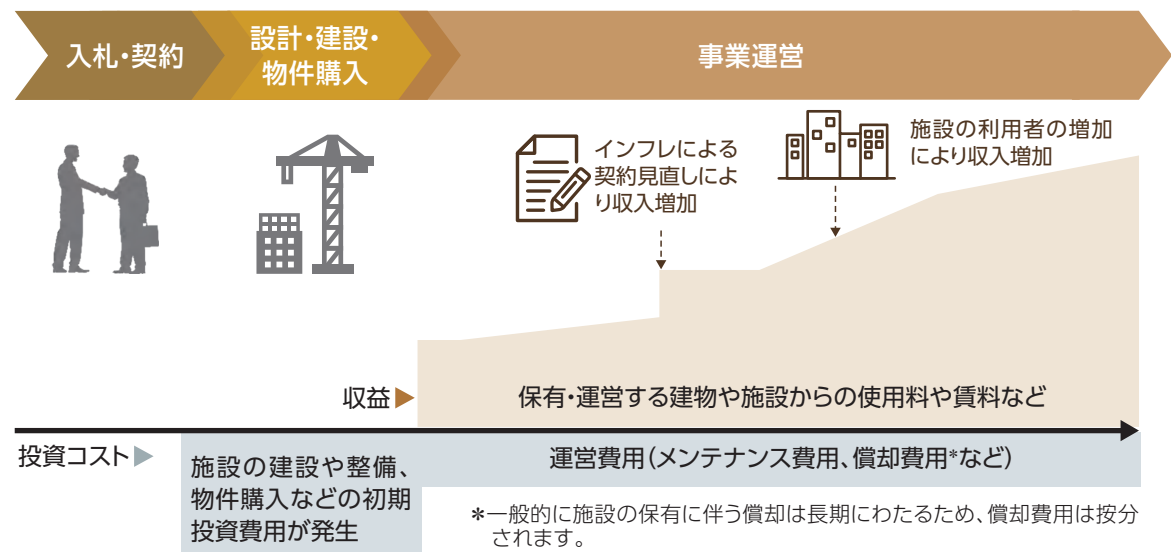 入札・契約
設計・建設・
物件購入
事業運営
インフレによる
契約見直しによ
り収入増加
施設の利用者の増加
により収入増加
収益
保有・運営する建物や施設からの使用料や賃料など
投資コスト
施設の建設や整備、
物件購入などの初期
投資費用が発生
運営費用(メンテナンス費用、償却費用*など)
*一般的に施設の保有に伴う償却は長期にわたるため、償却費用は按分
されます。